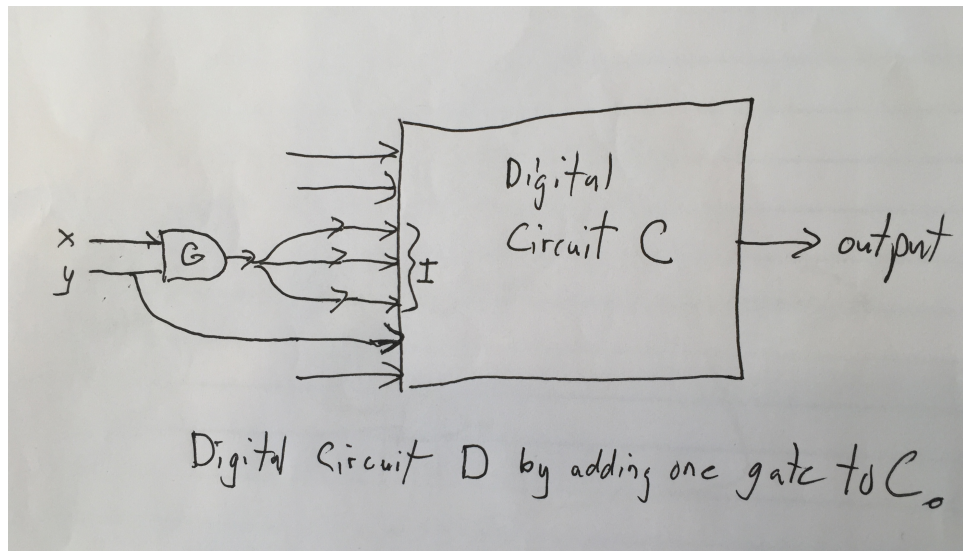 Digital
Circuit C
x
G
y
I
output
Digital Circuit D by adding one gate to C.